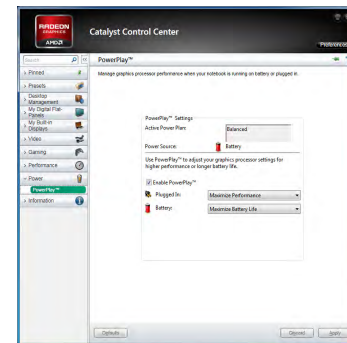 RADEON
GRAPHICS
AMD
Catalyst Control Center
Preferences
Search
PowerPlay™
Pinned
Manage graphics processor performance when your notebook is running on battery or plugged in.
Presets
Desktop
Management
My Digital Flat-
Panels
My Built-in
Displays
Video
Gaming
Performance
Power
PowerPlay™
Information
PowerPlay™ Settings
Active Power Plan:
Balanced
Power Source:
Battery
Use PowerPlay™ to adjust your graphics processor settings for
higher performance or longer battery life.
Enable PowerPlay™
Plugged In:
Maximize Performance
Battery:
Maximize Battery Life
Defaults
Discard
Apply